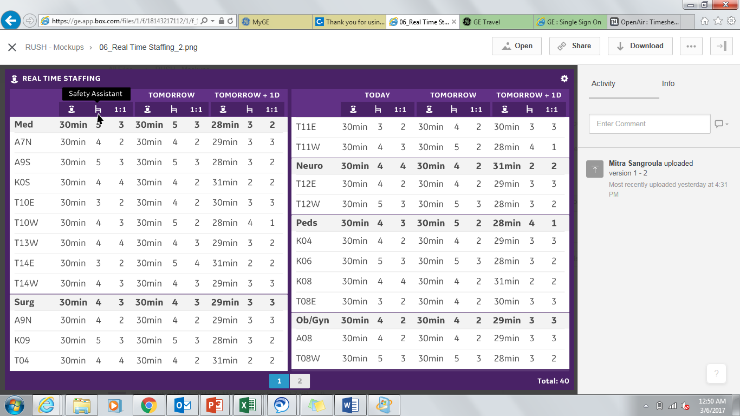 https://ge.app.box.com/files/1/f/18143217112/1/f_
MyGE
Thank you for usin...
06_Real Time St...
GE Travel
GE : Single Sign On
OpenAir : Timeshe...
RUSH - Mockups › 06_Real Time Staffing_2.png
Open
Share
Download
REAL TIME STAFFING
Safety Assistant
TOMORROW TOMORROW + 1D
1:1 1:1 1:1
Med 30min 5 3 30min 5 3 28min 3 2
A7N 30min 4 2 30min 4 2 29min 3 3
A9S 30min 5 3 30min 5 3 28min 3 2
K0S 30min 4 4 30min 4 2 31min 2 2
T10E 30min 3 2 30min 4 2 30min 3 3
T10W 30min 4 3 30min 5 2 28min 4 1
T13W 30min 4 4 30min 4 3 29min 3 2
T14E 30min 3 2 30min 5 4 31min 2 2
T14W 30min 4 3 30min 4 3 29min 3 3
Surg 30min 4 3 30min 4 3 29min 3 3
A9N 30min 4 2 30min 4 2 30min 3 3
K09 30min 5 3 30min 5 3 28min 3 2
T04 30min 4 4 30min 4 2 31min 2 2
TODAY TOMORROW TOMORROW + 1D
1:1 1:1 1:1
T11E 30min 3 2 30min 4 2 30min 3 3
T11W 30min 4 3 30min 5 2 28min 4 1
Neuro 30min 4 4 30min 4 2 31min 2 2
T12E 30min 4 2 30min 4 2 29min 3 3
T12W 30min 5 3 30min 5 3 28min 3 2
Peds 30min 4 3 30min 5 2 28min 4 1
K04 30min 4 2 30min 4 2 29min 3 3
K06 30min 5 3 30min 5 3 28min 3 2
K08 30min 4 4 30min 4 2 31min 2 2
T08E 30min 3 2 30min 4 2 30min 3 3
Ob/Gyn 30min 4 2 30min 4 2 29min 3 3
A08 30min 4 2 30min 4 2 29min 3 3
T08W 30min 5 3 30min 5 3 28min 3 2
1 2
Total: 40
Activity
Info
Enter Comment
Mitra Sangroula uploaded
version 1 - 2
Most recently uploaded yesterday at 4:31
PM
?
12:50 AM
3/6/2017